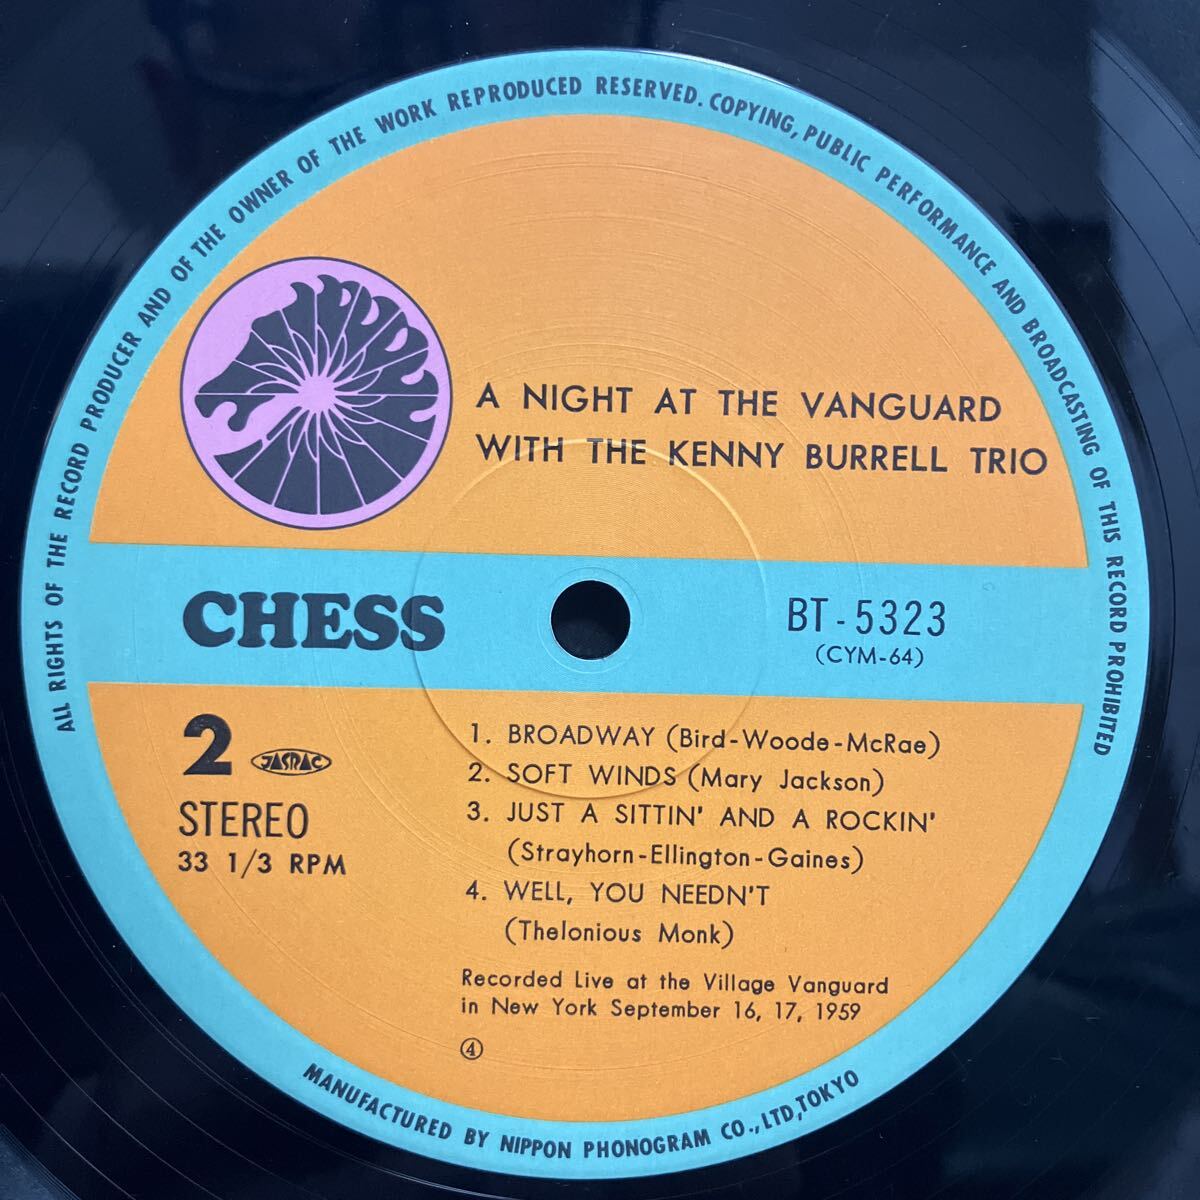 ALL RIGHTS OF THE RECORD PRODUCER AND OF THE OWNER OF THE WORK REPRODUCED RESERVED. COPYING, PUBLIC PERFORMANCE AND BROADCASTING OF THIS RECORD PROHIBITED
A NIGHT AT THE VANGUARD
WITH THE KENNY BURRELL TRIO
CHESS
BT-5323
(CYM-64)
2
JASRAC
STEREO
33 1/3 RPM
1. BROADWAY (Bird-Woode-McRae)
2. SOFT WINDS (Mary Jackson)
3. JUST A SITTIN' AND A ROCKIN'
(Strayhorn-Ellington-Gaines)
4. WELL, YOU NEEDN'T
(Thelonious Monk)
Recorded Live at the Village Vanguard
in New York September 16, 17, 1959
④
MANUFACTURED BY NIPPON PHONOGRAM CO., LTD, TOKYO